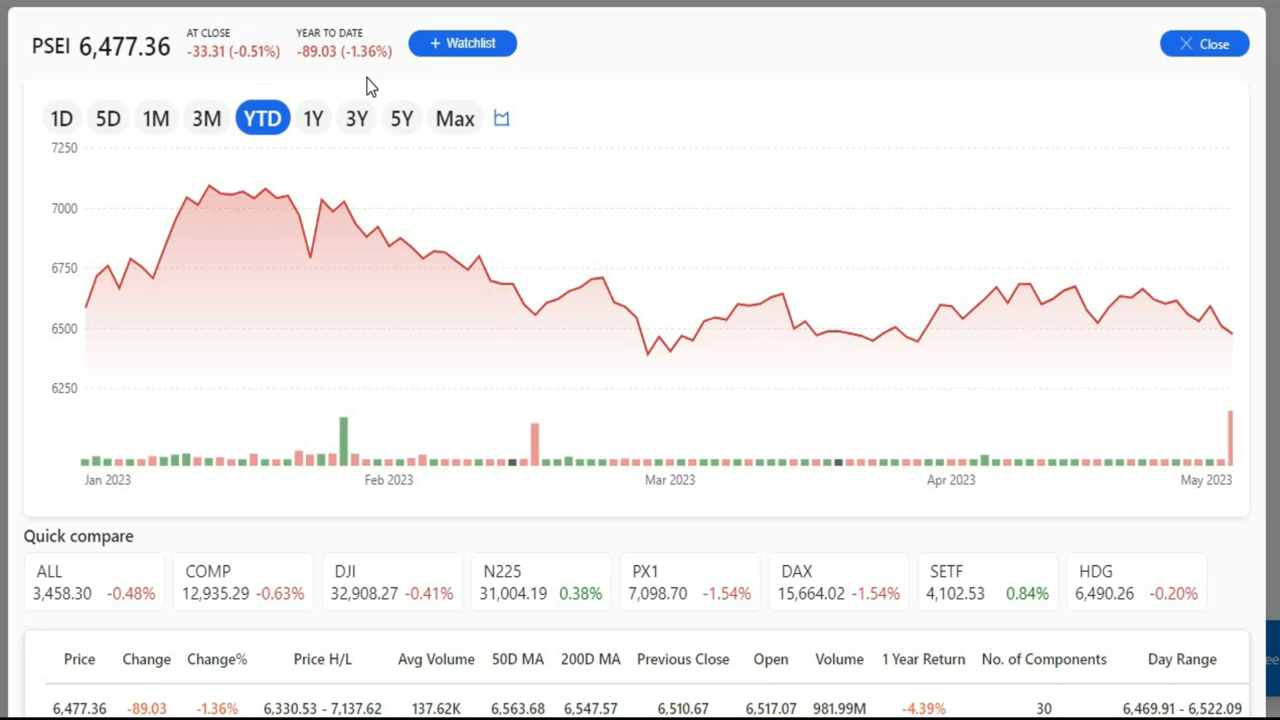 PSEI 6,477.36
AT CLOSE
-33.31 (-0.51%)
YEAR TO DATE
-89.03 (-1.36%)
+ Watchlist
Close
1D 5D 1M 3M YTD 1Y 3Y 5Y Max
7250
7000
6750
6500
6250
Jan 2023 Feb 2023 Mar 2023 Apr 2023 May 2023
Quick compare
ALL
3,458.30 -0.48%
COMP
12,935.29 -0.63%
DJI
32,908.27 -0.41%
N225
31,004.19 0.38%
PX1
7,098.70 -1.54%
DAX
15,664.02 -1.54%
SETF
4,102.53 0.84%
HDG
6,490.26 -0.20%
Price Change Change% Price H/L Avg Volume 50D MA 200D MA Previous Close Open Volume 1 Year Return No. of Components Day Range
6,477.36 -89.03 -1.36% 6,330.53 - 7,137.62 137.62K 6,563.68 6,547.57 6,510.67 6,517.07 981.99M -4.39% 30 6,469.91 - 6,522.09